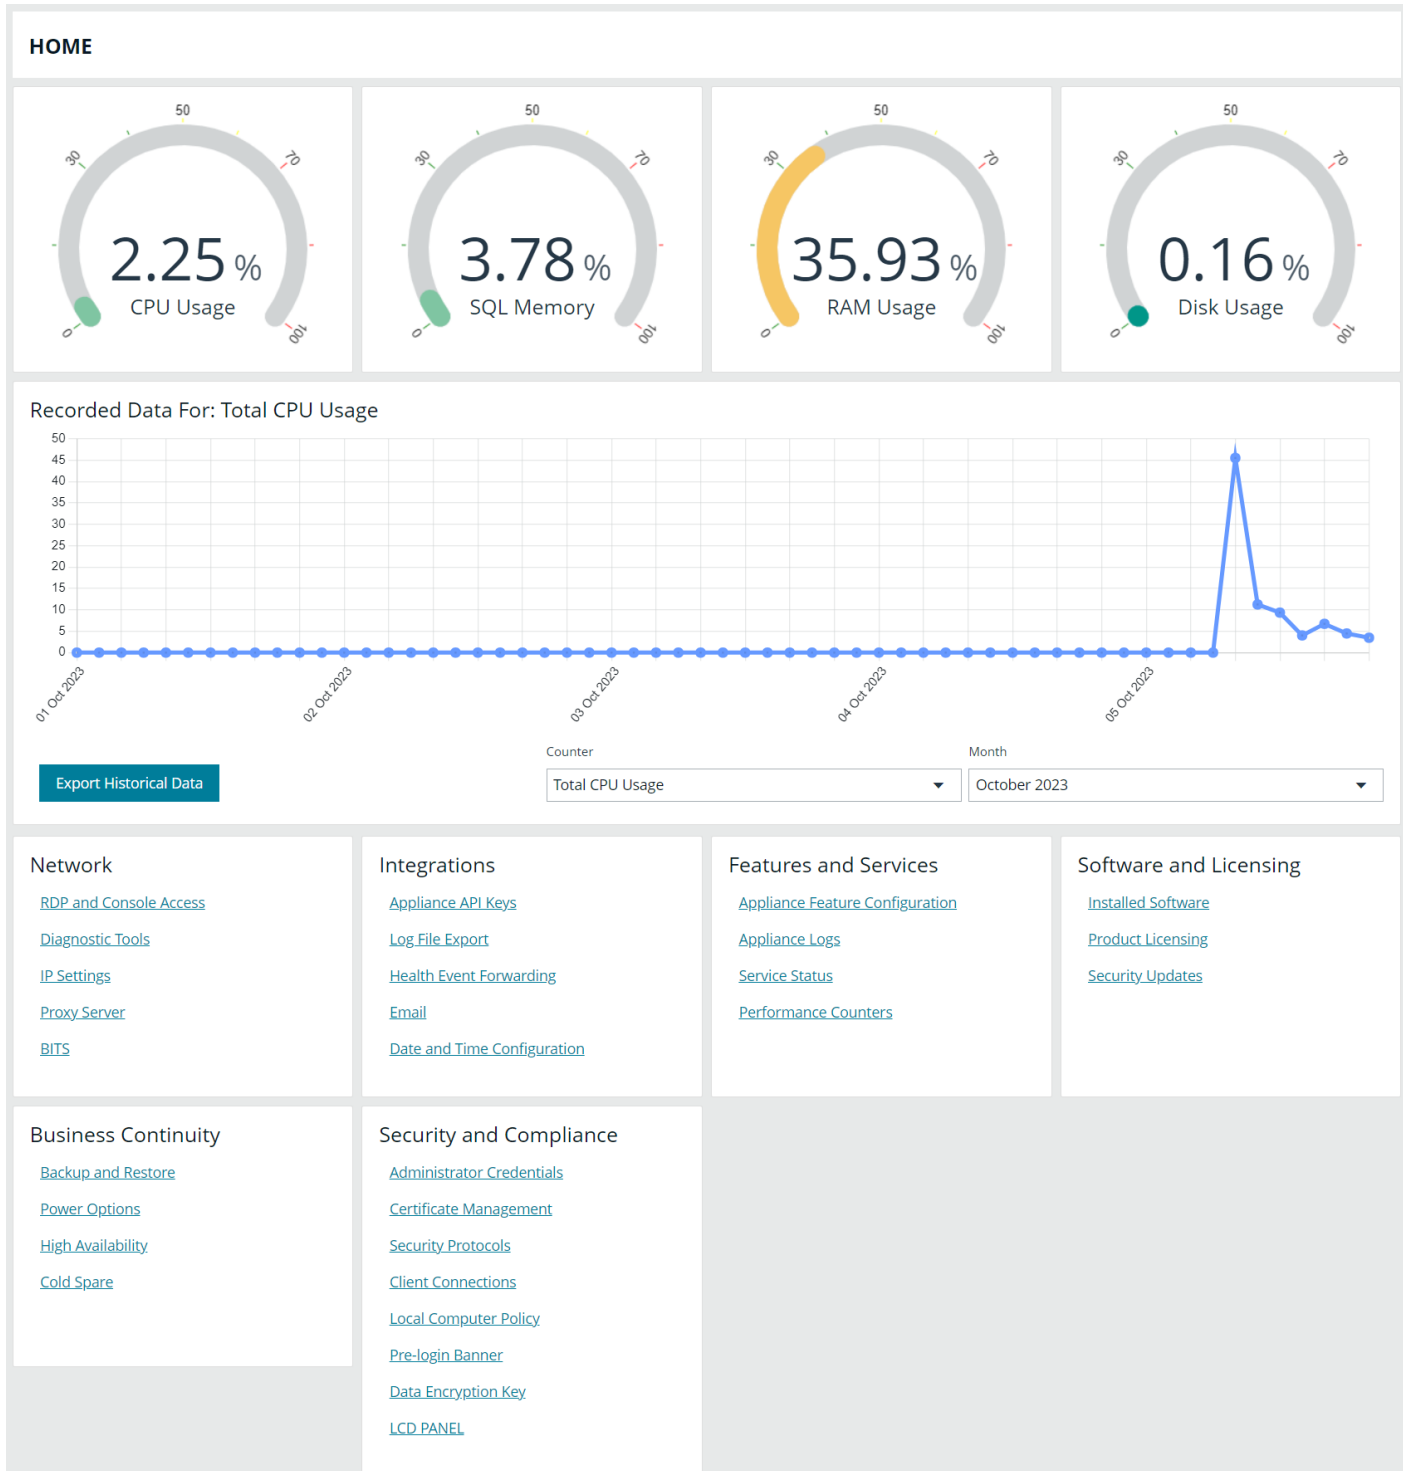 HOME
0
30
50
70
100
2.25 %
CPU Usage
0
30
50
70
100
3.78 %
SQL Memory
0
30
50
70
100
35.93 %
RAM Usage
0
30
50
70
100
0.16 %
Disk Usage
Recorded Data For: Total CPU Usage
50
45
40
35
30
25
20
15
10
5
0
01 Oct 2023
02 Oct 2023
03 Oct 2023
04 Oct 2023
05 Oct 2023
Export Historical Data
Counter
Total CPU Usage
Month
October 2023
Network
RDP and Console Access
Diagnostic Tools
IP Settings
Proxy Server
BITS
Integrations
Appliance API Keys
Log File Export
Health Event Forwarding
Email
Date and Time Configuration
Features and Services
Appliance Feature Configuration
Appliance Logs
Service Status
Performance Counters
Software and Licensing
Installed Software
Product Licensing
Security Updates
Business Continuity
Backup and Restore
Power Options
High Availability
Cold Spare
Security and Compliance
Administrator Credentials
Certificate Management
Security Protocols
Client Connections
Local Computer Policy
Pre-login Banner
Data Encryption Key
LCD PANEL